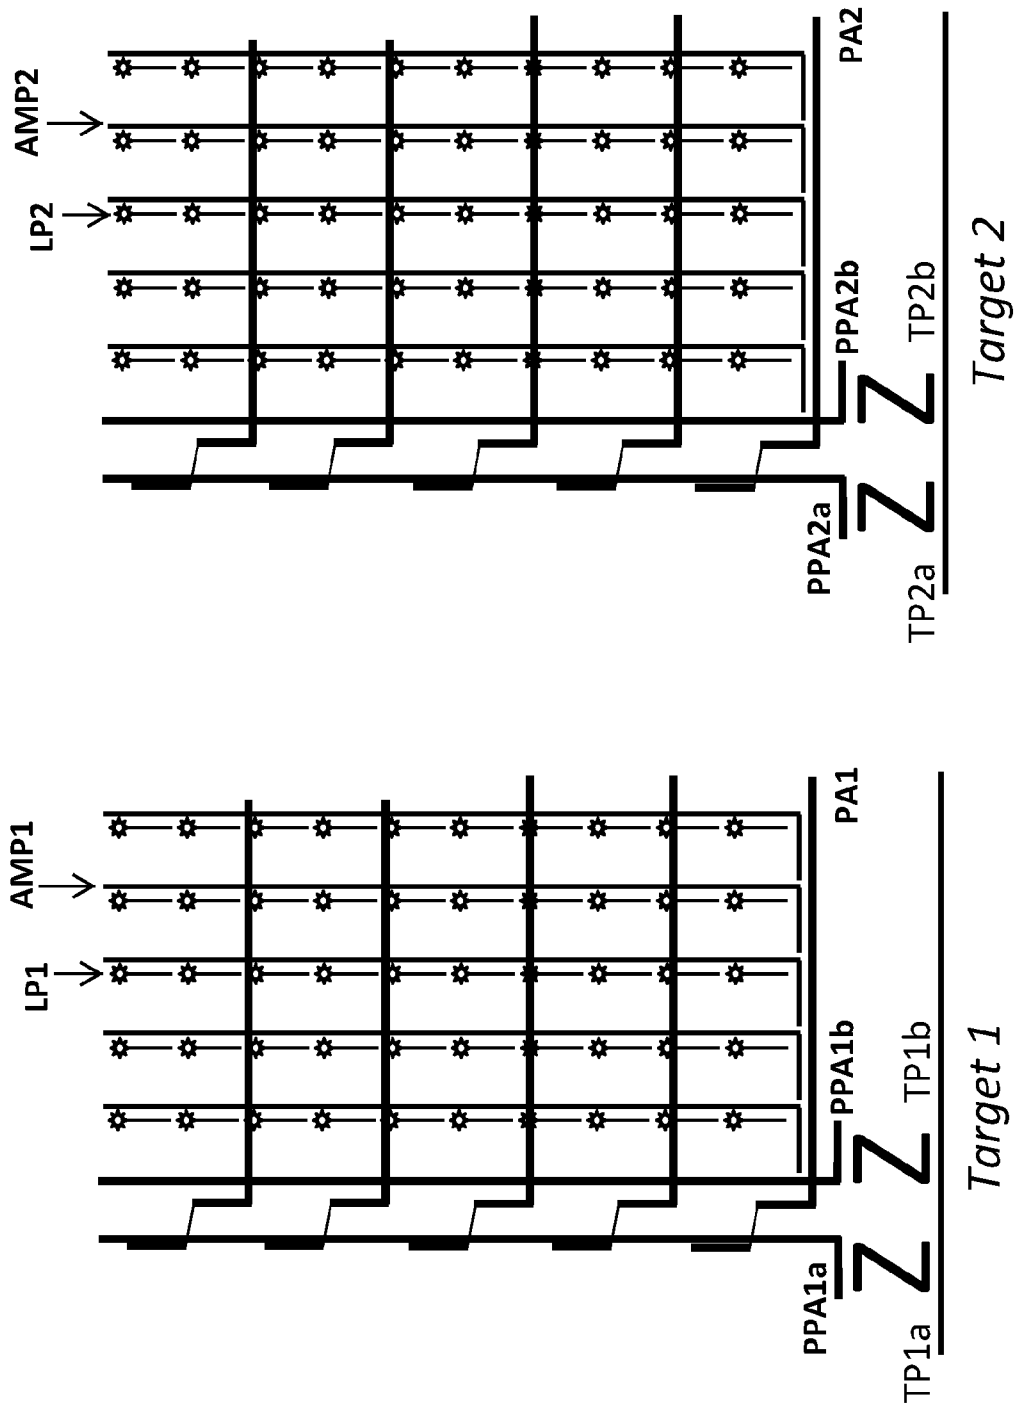 AMP1
LP1
PPA1a
PPA1b
PA1
TP1a
TP1b
Target 1
AMP2
LP2
PPA2a
PPA2b
PA2
TP2a
TP2b
Target 2